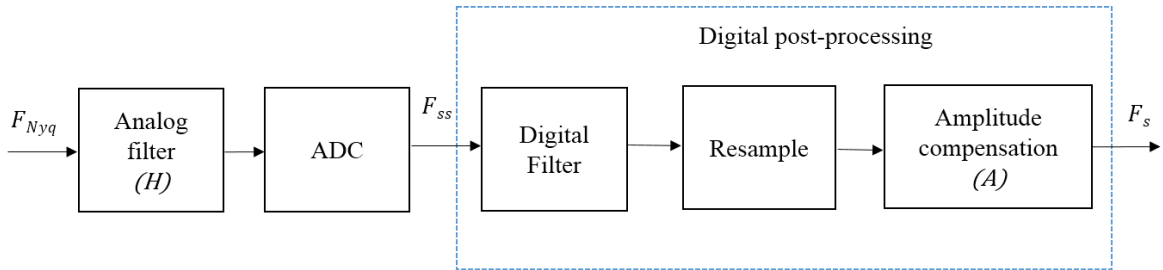 Digital post-processing
F_Nyq
Analog
filter
(H)
ADC
F_ss
Digital
Filter
Resample
Amplitude
compensation
(A)
F_s